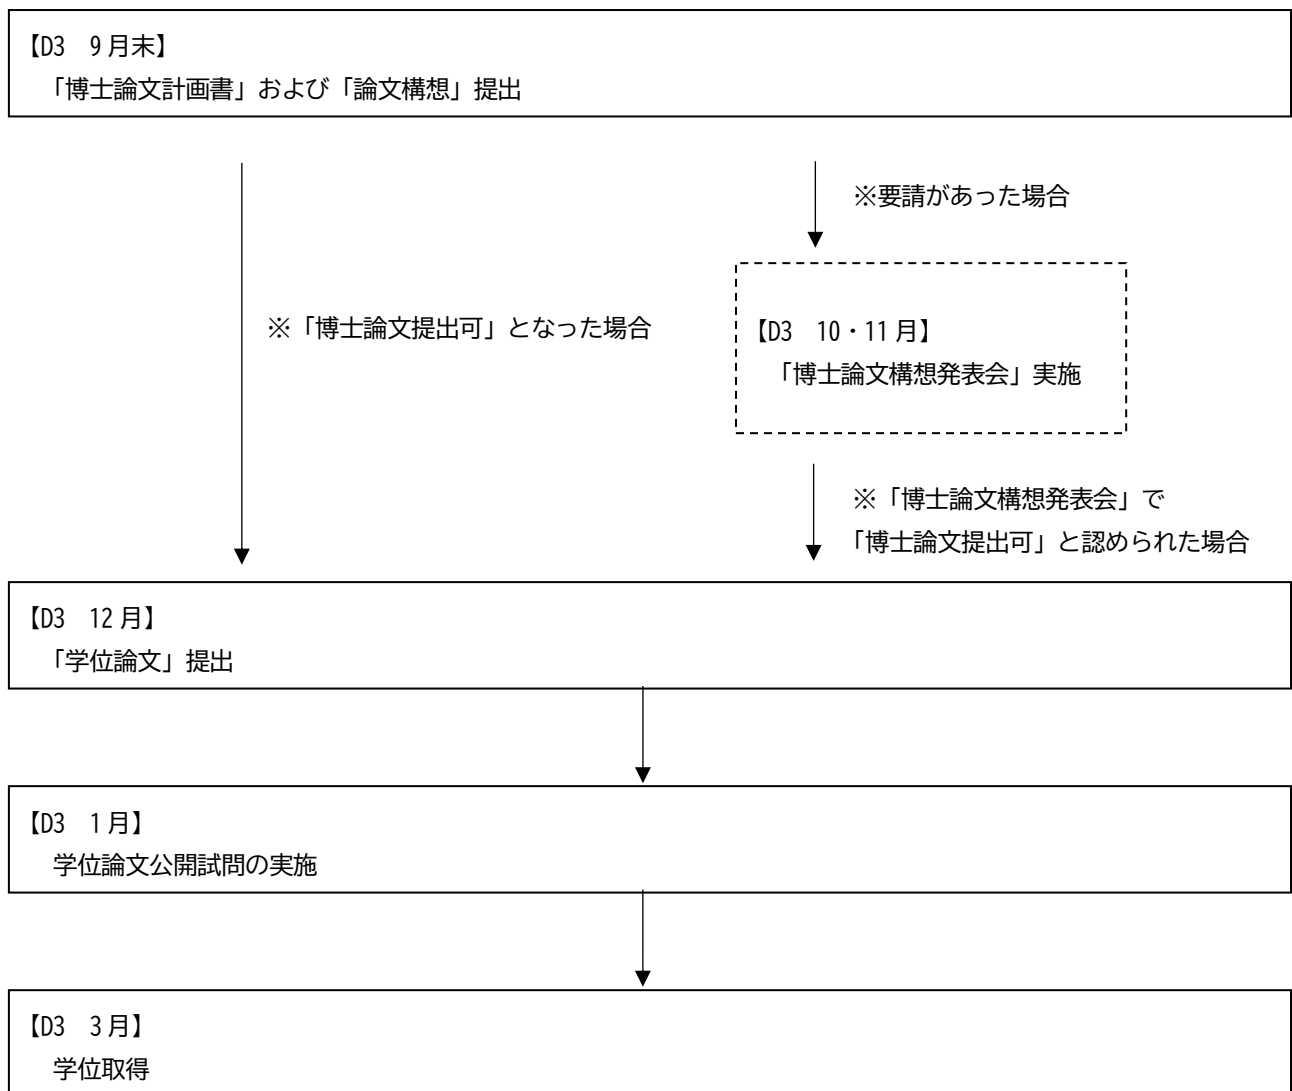 【D3　9月末】
「博士論文計画書」および「論文構想」提出
※要請があった場合
※「博士論文提出可」となった場合
【D3　10・11月】
「博士論文構想発表会」実施
※「博士論文構想発表会」で
「博士論文提出可」と認められた場合
【D3　12月】
「学位論文」提出
【D3　1月】
学位論文公開試問の実施
【D3　3月】
学位取得